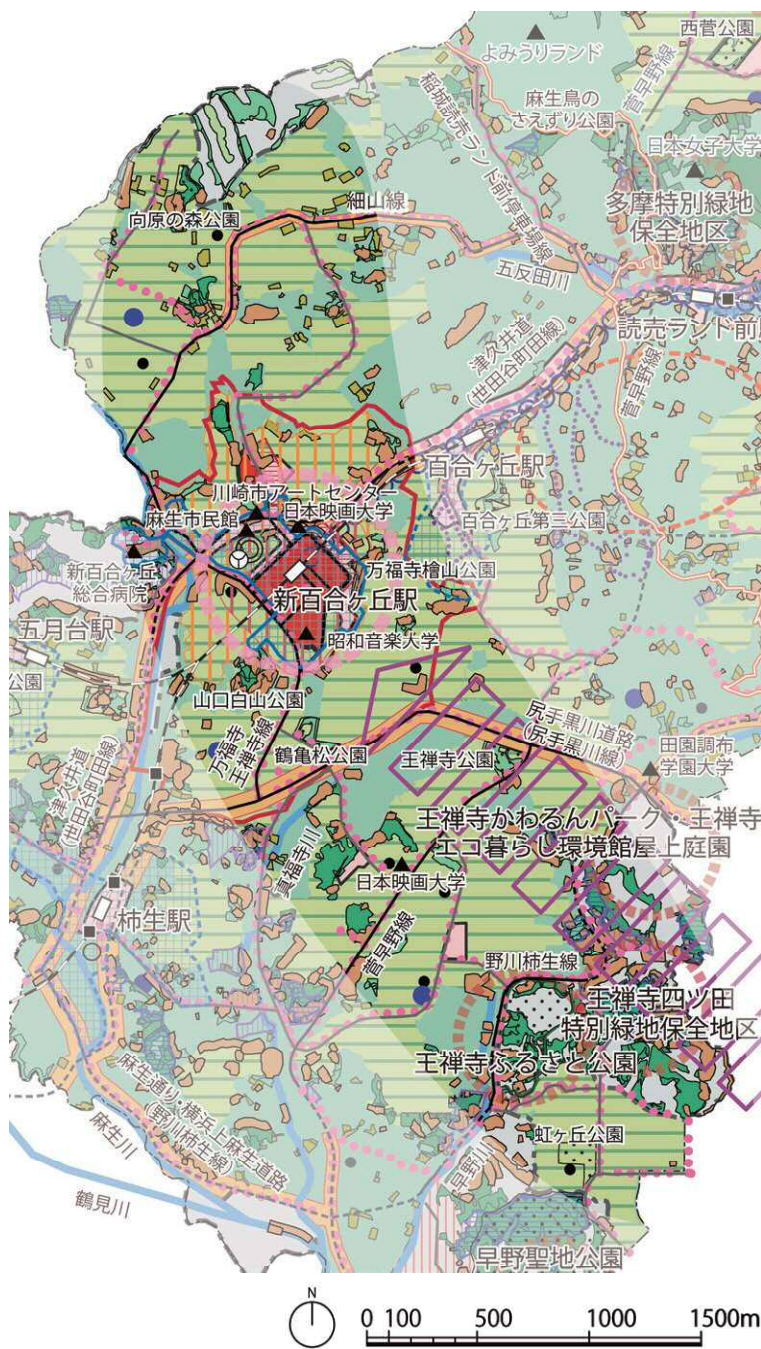 よみうりランド
西菅公園
菅早野線
麻生鳥の
さえずり公園
稲城読売ランド前停車場線
日本女子大学
多摩特別緑地
保全地区
細山線
向原の森公園
五反田川
津久井道
(世田谷町田線)
読売ランド前
菅早野線
百合ヶ丘駅
川崎市アートセンター
麻生市民館
日本映画大学
百合ヶ丘第三公園
新百合ヶ丘
総合病院
万福寺檜山公園
新百合ヶ丘駅
五月台駅
昭和音楽大学
公園
山口白山公園
万福寺
王禅寺線
尻手黒川道路
(尻手黒川線)
鶴亀松公園
王禅寺公園
田園調布
学園大学
津久井道
(世田谷町田線)
王禅寺かわるんパーク・王禅寺
エコ暮らし環境館屋上庭園
真福寺川
日本映画大学
柿生駅
菅早野線
野川柿生線
王禅寺四ツ田
特別緑地保全地区
王禅寺ふるさと公園
麻生通り・横浜上麻生道路
(野川柿生線)
麻生川
虹ヶ丘公園
早野川
鶴見川
早野聖地公園
N
0 100 500 1000 1500m